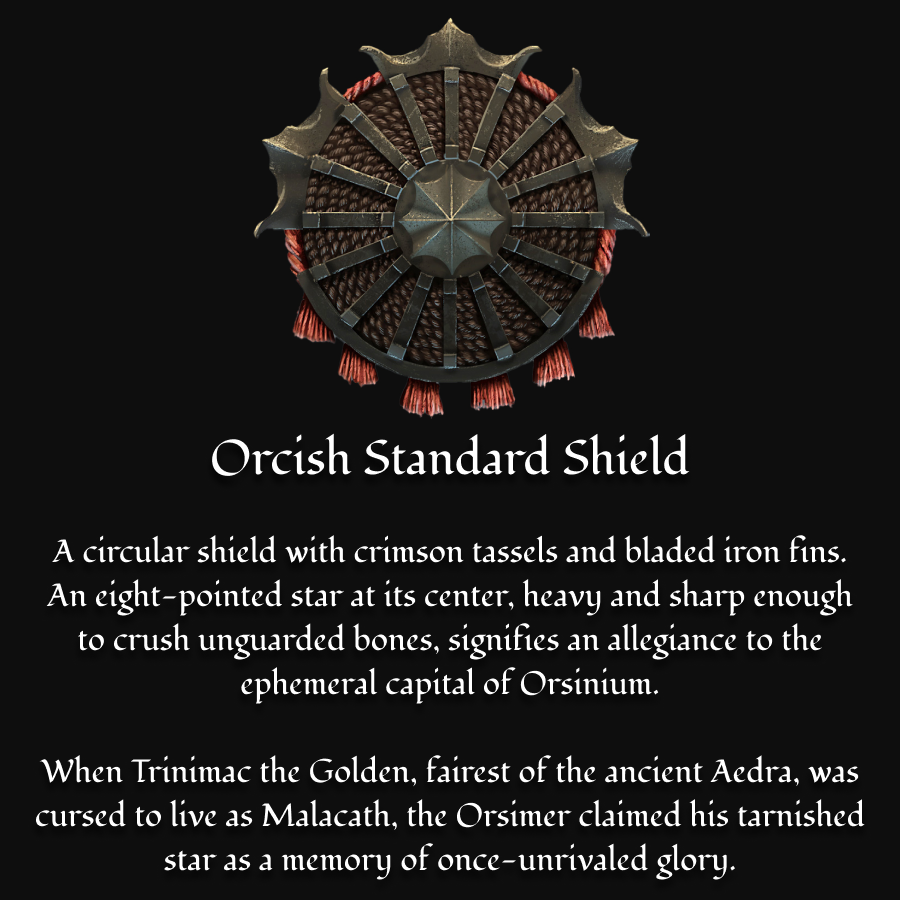 Orcish Standard Shield
A circular shield with crimson tassels and bladed iron fins.
An eight-pointed star at its center, heavy and sharp enough
to crush unguarded bones, signifies an allegiance to the
ephemeral capital of Orsinium.
When Trinimac the Golden, fairest of the ancient Aedra, was
cursed to live as Malacath, the Orsimer claimed his tarnished
star as a memory of once-unrivaled glory.